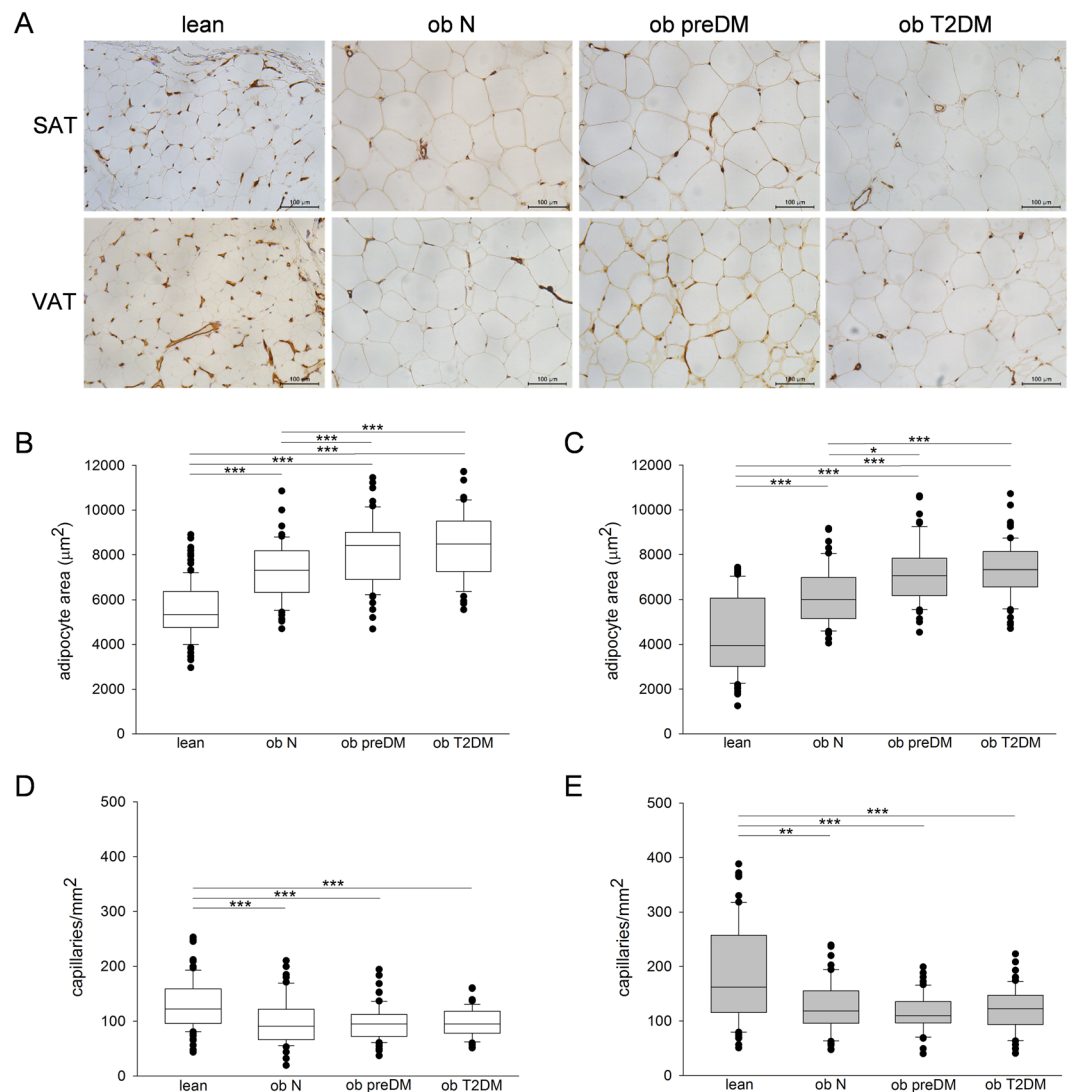 A
lean
ob N
ob preDM
ob T2DM
SAT
100 µm
100 µm
100 µm
100 µm
VAT
100 µm
100 µm
100 µm
100 µm
B
***
***
***
***
***
12000
10000
8000
6000
4000
2000
0
adipocyte area (µm²)
lean
ob N
ob preDM
ob T2DM
C
***
*
***
***
***
12000
10000
8000
6000
4000
2000
0
adipocyte area (µm²)
lean
ob N
ob preDM
ob T2DM
D
500
400
300
200
100
0
***
***
***
capillaries/mm²
lean
ob N
ob preDM
ob T2DM
E
500
400
300
200
100
0
***
***
**
capillaries/mm²
lean
ob N
ob preDM
ob T2DM